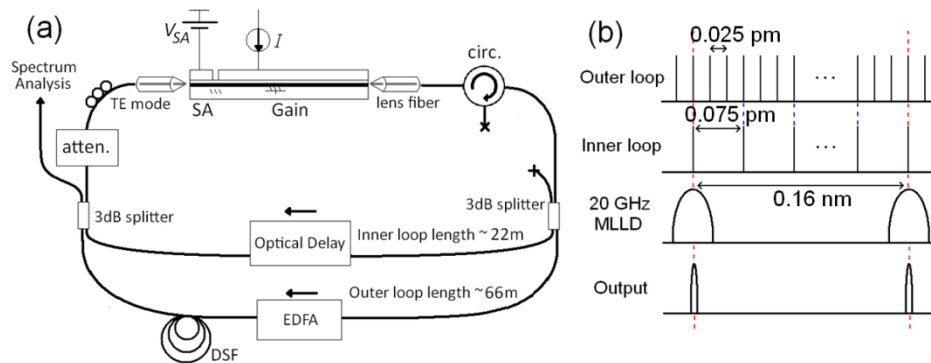 (a)
V_SA
I
circ.
Spectrum
Analysis
TE mode
SA
Gain
lens fiber
atten.
3dB splitter
3dB splitter
Optical Delay
Inner loop length ~ 22m
Outer loop length ~66m
EDFA
DSF
(b)
0.025 pm
Outer loop
...
0.075 pm
Inner loop
...
0.16 nm
20 GHz
MLLD
Output